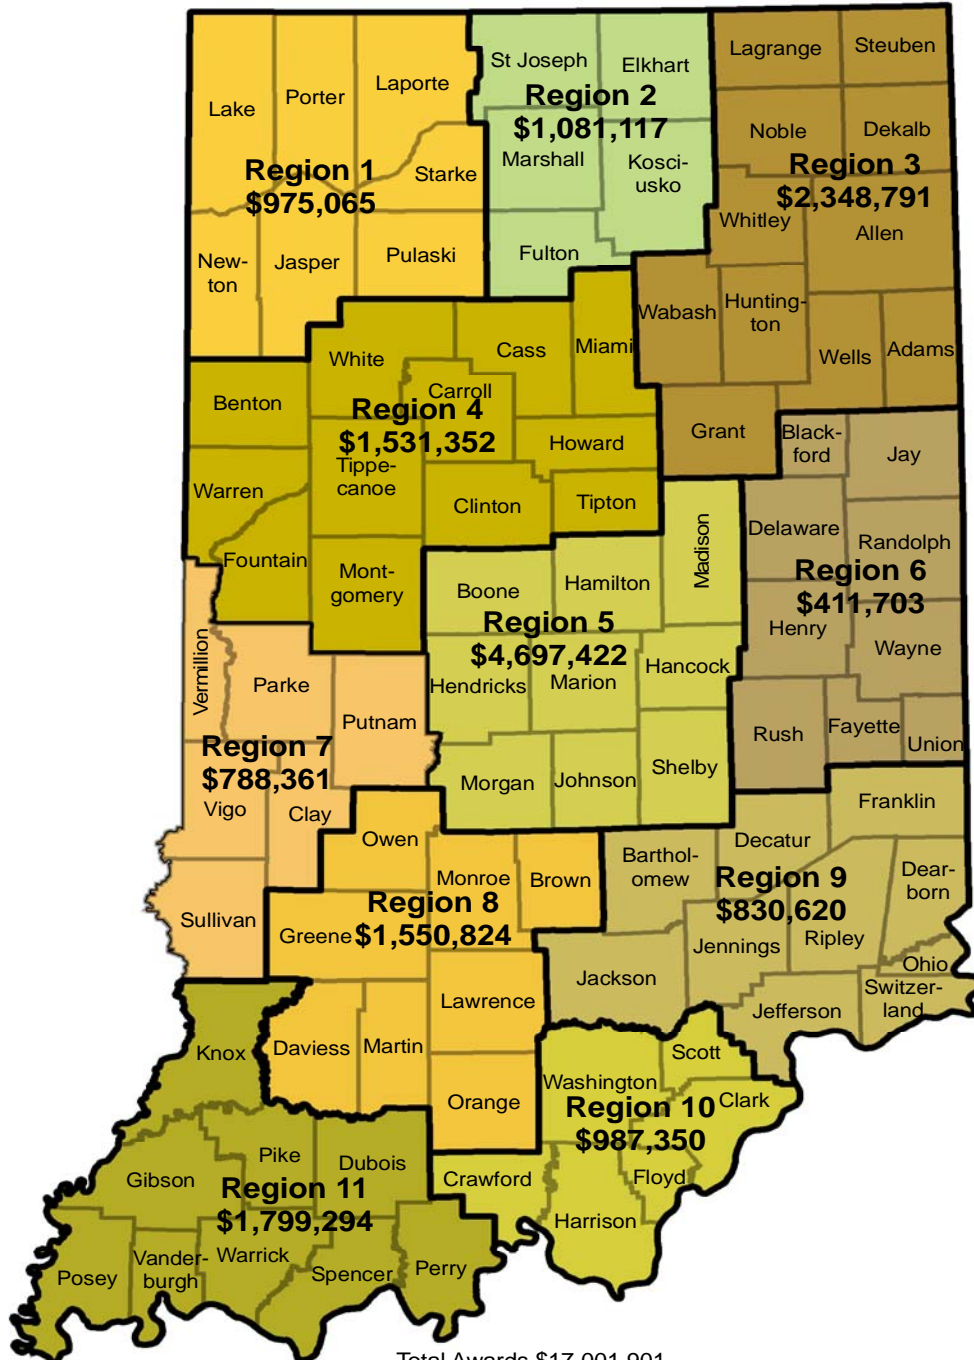 Lake
Porter
Laporte
Region 1
$975,065
Starke
New-
ton
Jasper
Pulaski
St Joseph
Elkhart
Region 2
$1,081,117
Marshall
Kosci-
usko
Fulton
Lagrange
Steuben
Noble
Dekalb
Region 3
$2,348,791
Whitley
Allen
Wabash
Hunting-
ton
Wells
Adams
Grant
White
Cass
Miami
Benton
Carroll
Region 4
$1,531,352
Howard
Tippe-
canoe
Warren
Clinton
Tipton
Fountain
Mont-
gomery
Boone
Hamilton
Madison
Region 5
$4,697,422
Hendricks
Marion
Hancock
Morgan
Johnson
Shelby
Black-
ford
Jay
Delaware
Randolph
Region 6
$411,703
Henry
Wayne
Rush
Fayette
Union
Vermillion
Parke
Putnam
Region 7
$788,361
Vigo
Clay
Sullivan
Owen
Monroe
Brown
Region 8
Greene
$1,550,824
Lawrence
Daviess
Martin
Orange
Franklin
Decatur
Barthol-
omew
Region 9
$830,620
Dear-
born
Jennings
Ripley
Ohio
Jackson
Switzer-
land
Jefferson
Scott
Washington
Region 10
Clark
$987,350
Crawford
Floyd
Harrison
Knox
Pike
Dubois
Gibson
Region 11
$1,799,294
Posey
Vander-
burgh
Warrick
Spencer
Perry
Total Awards $17,001,901